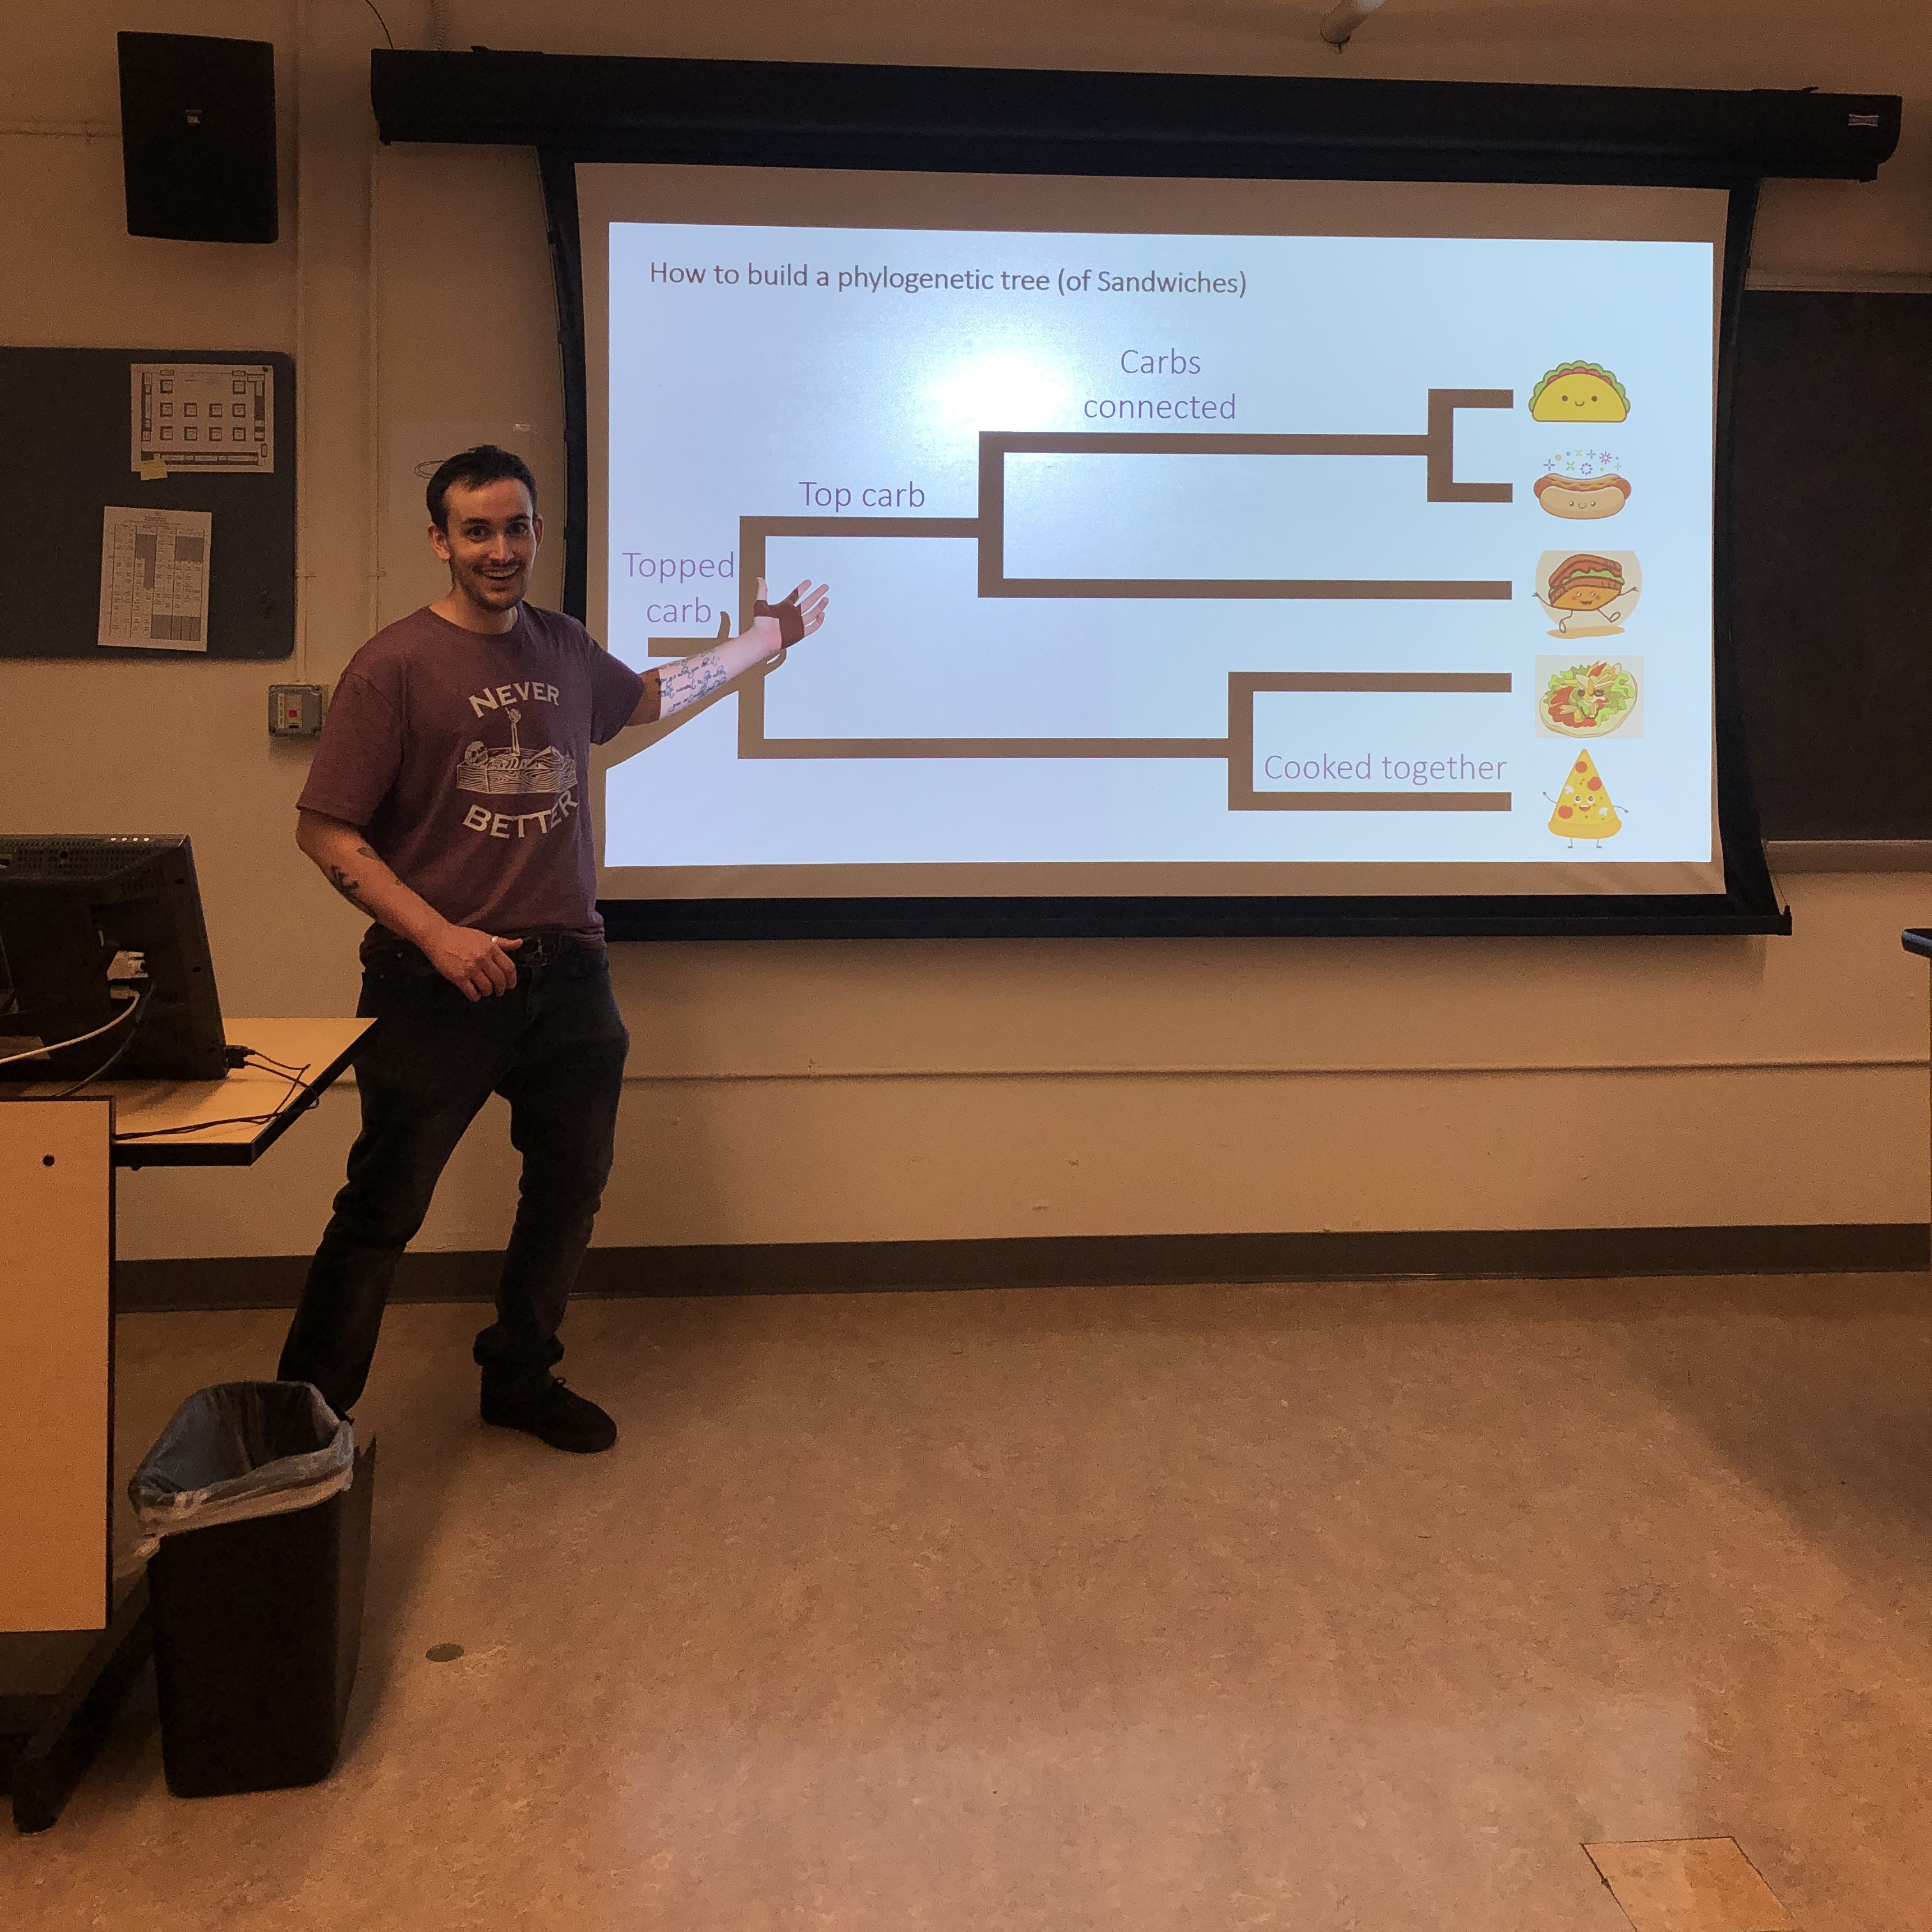 How to build a phylogenetic tree (of Sandwiches)
Carbs
connected
Top carb
Topped
carb
Cooked together
NEVER
BETTER